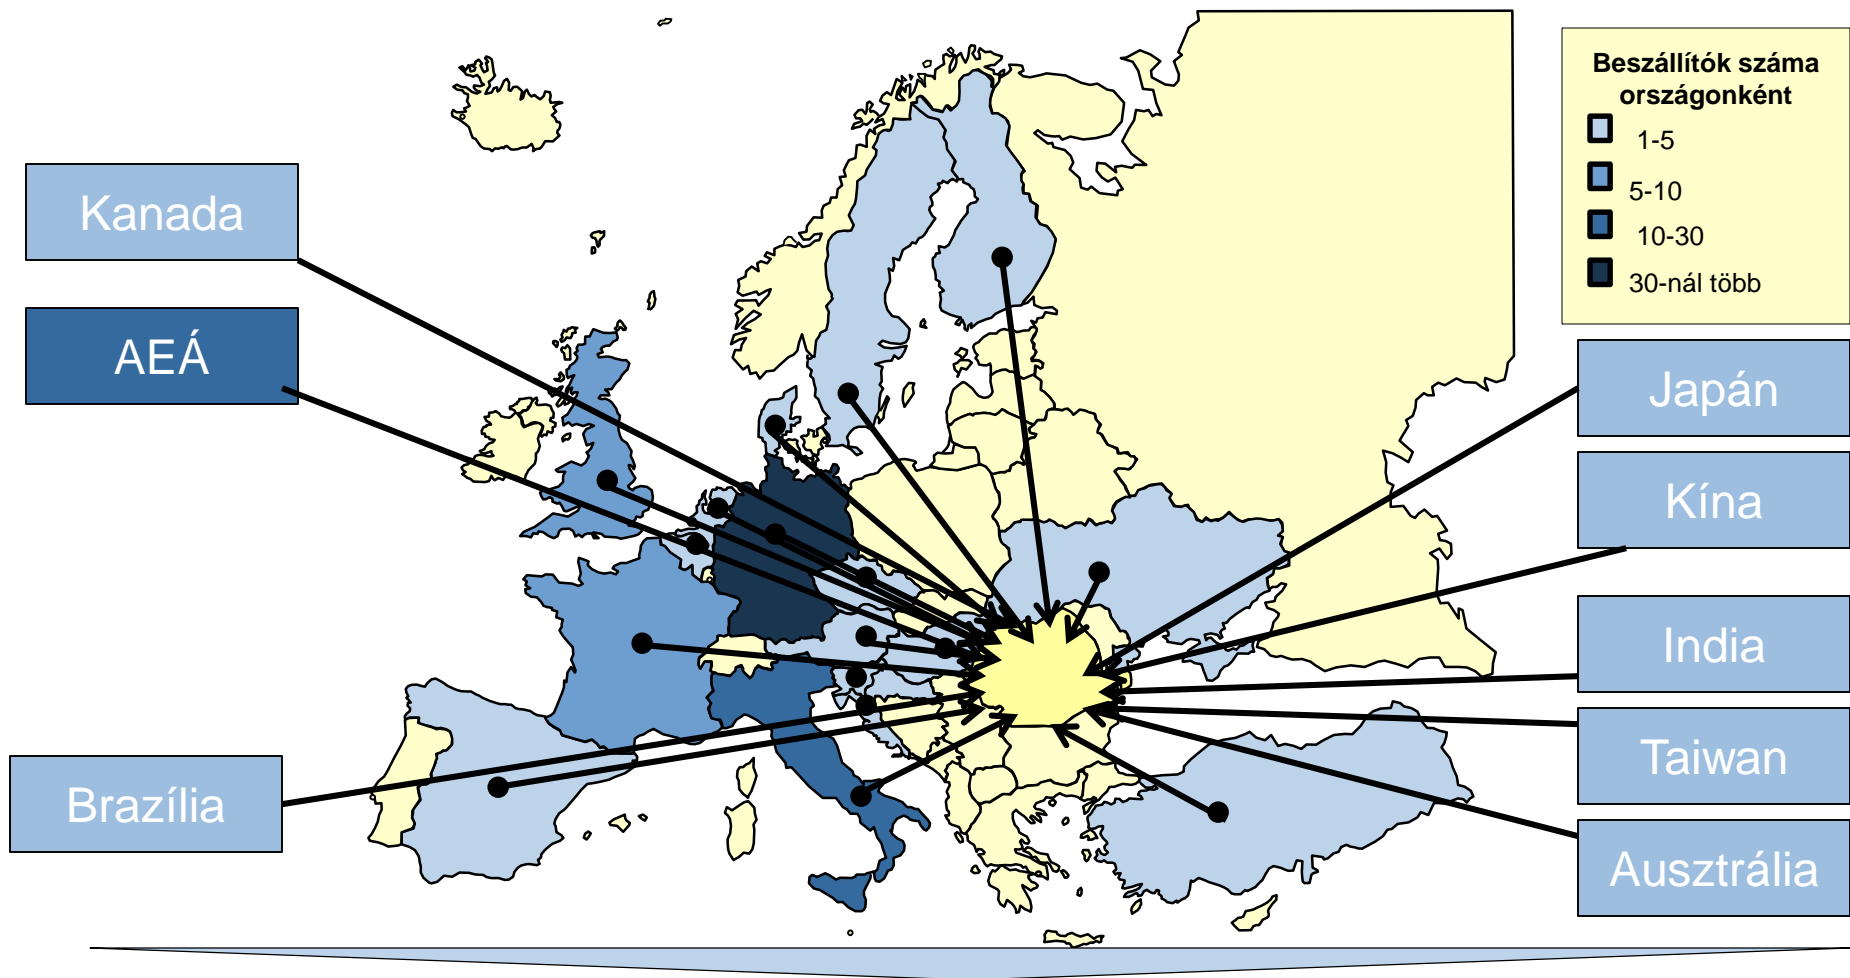 Beszállítók száma
országonként
1-5
5-10
10-30
30-nál több
Kanada
AEÁ
Brazília
Japán
Kína
India
Taiwan
Ausztrália